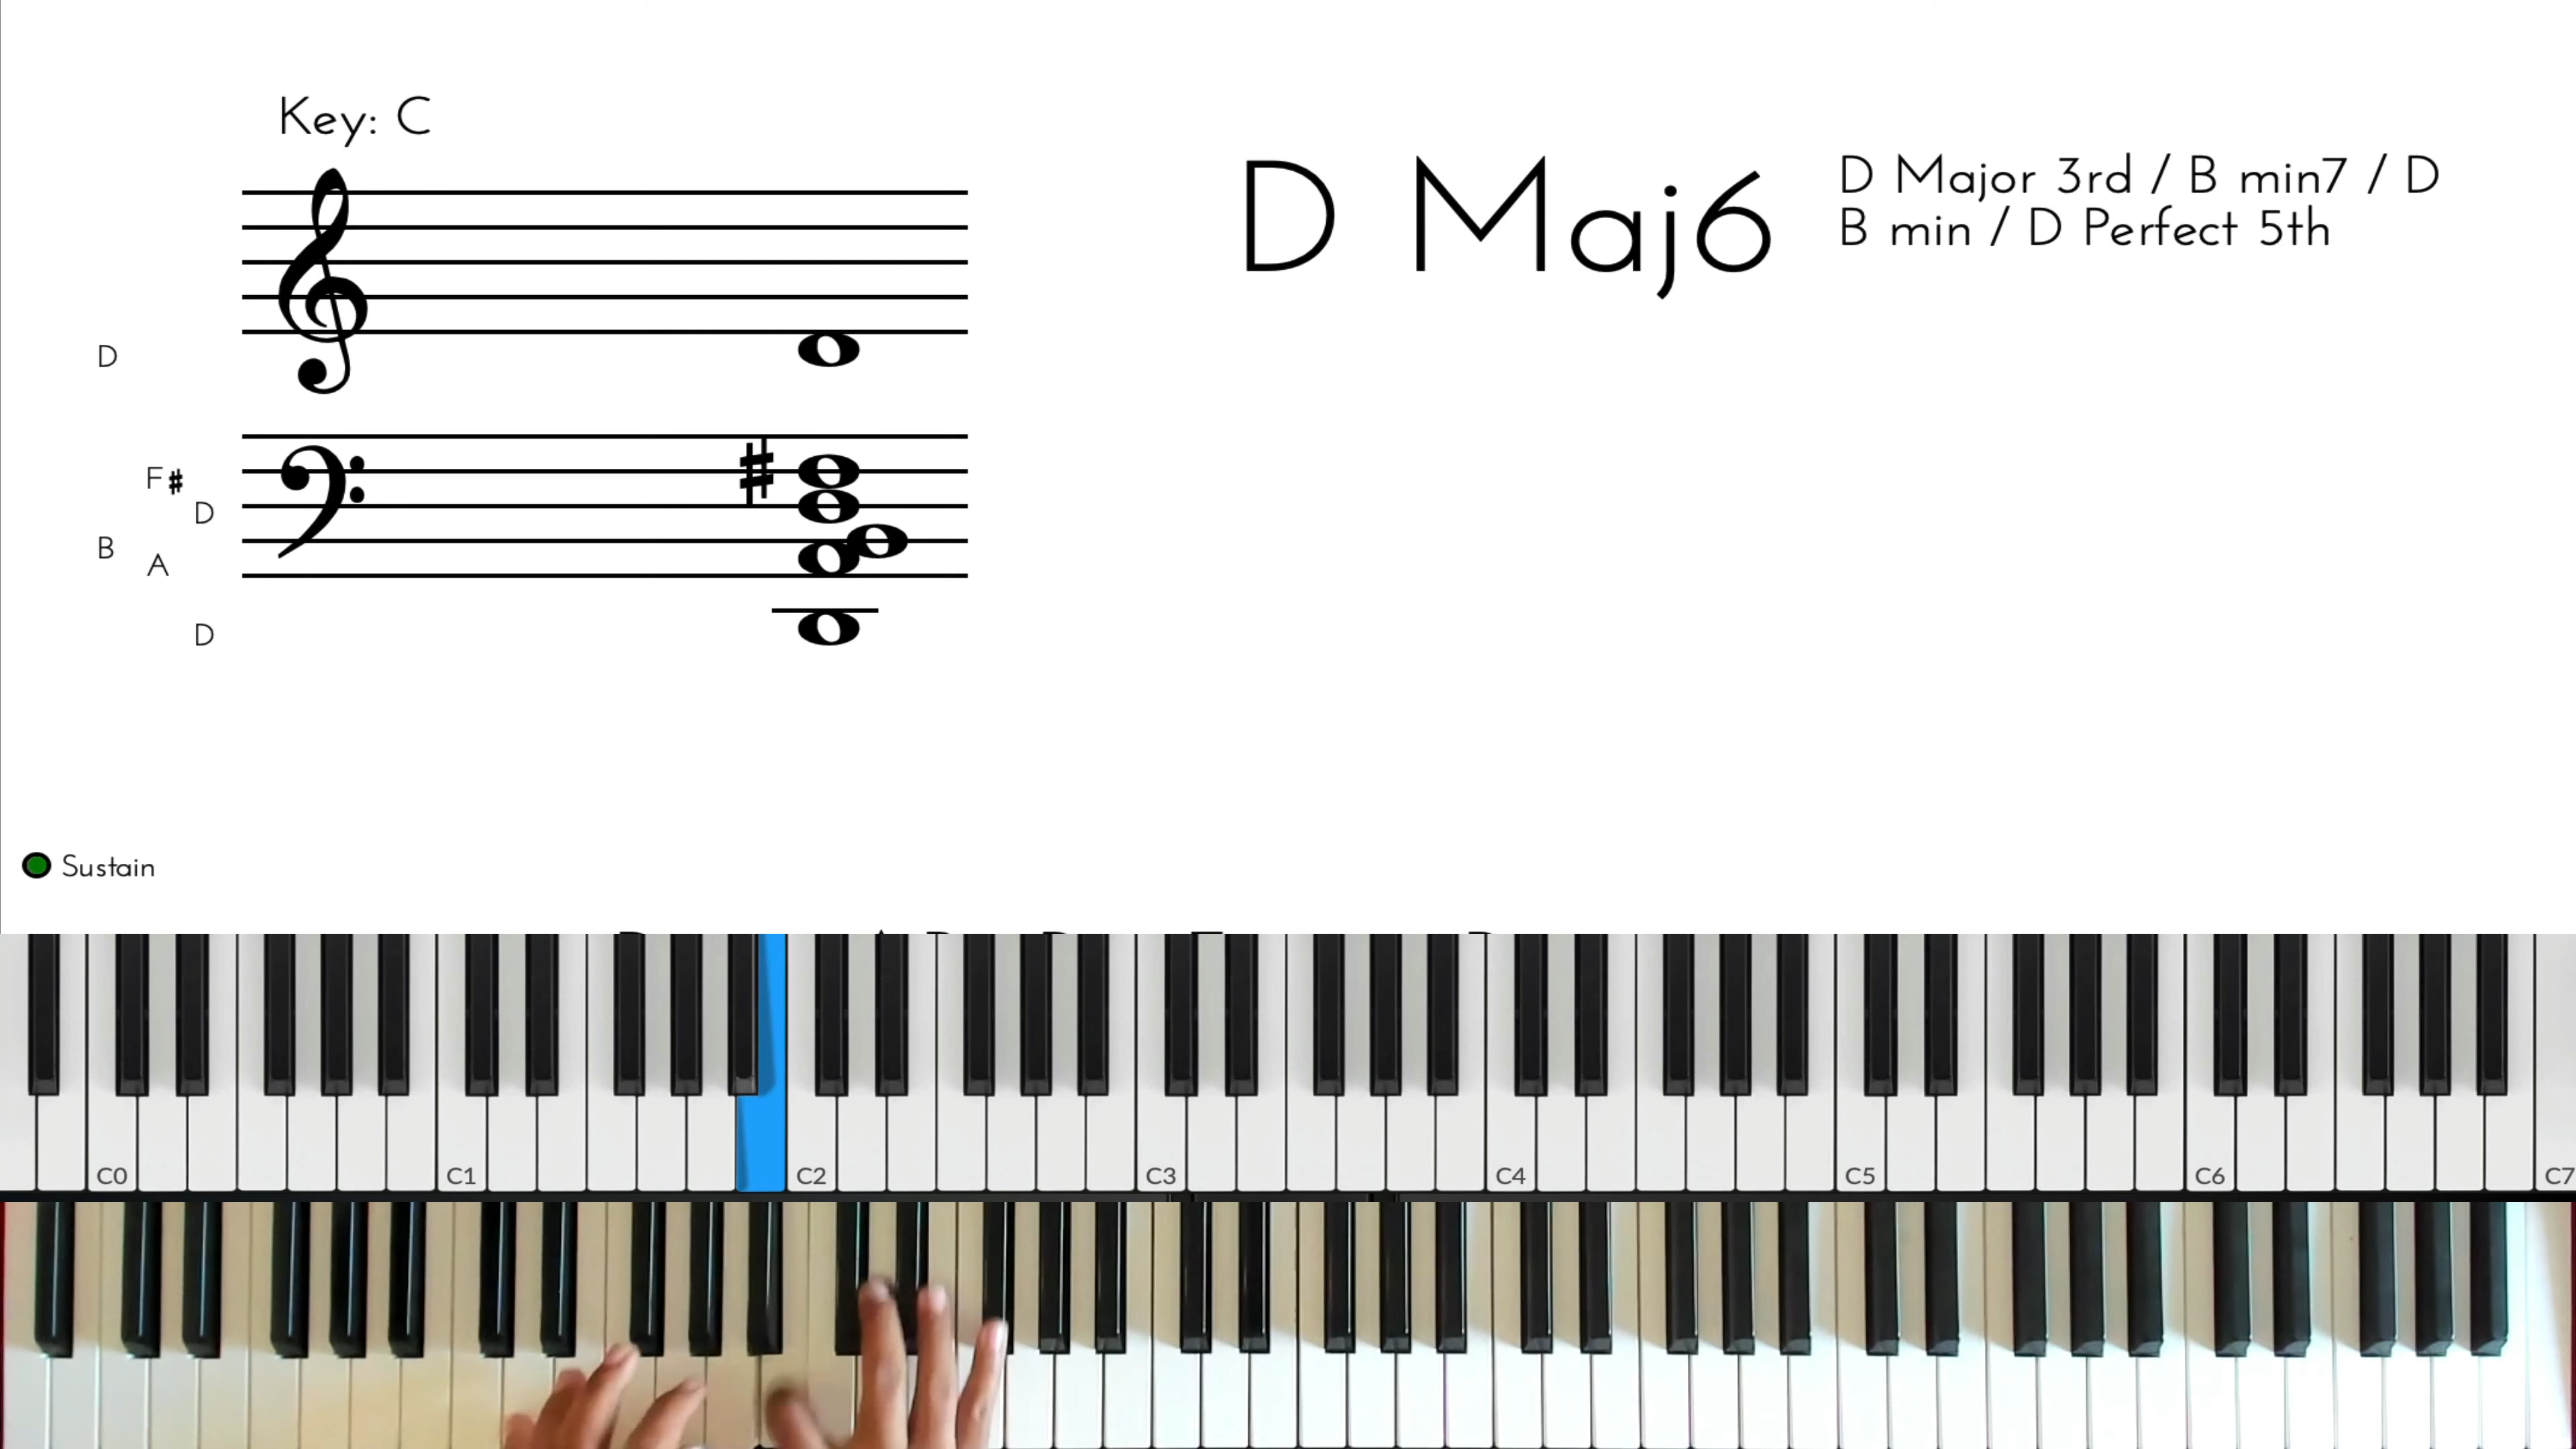 Key: C
D Maj6
D Major 3rd / B min7 / D
B min / D Perfect 5th
D
F#
D
B
A
D
Sustain
C0 C1 C2 C3 C4 C5 C6 C7